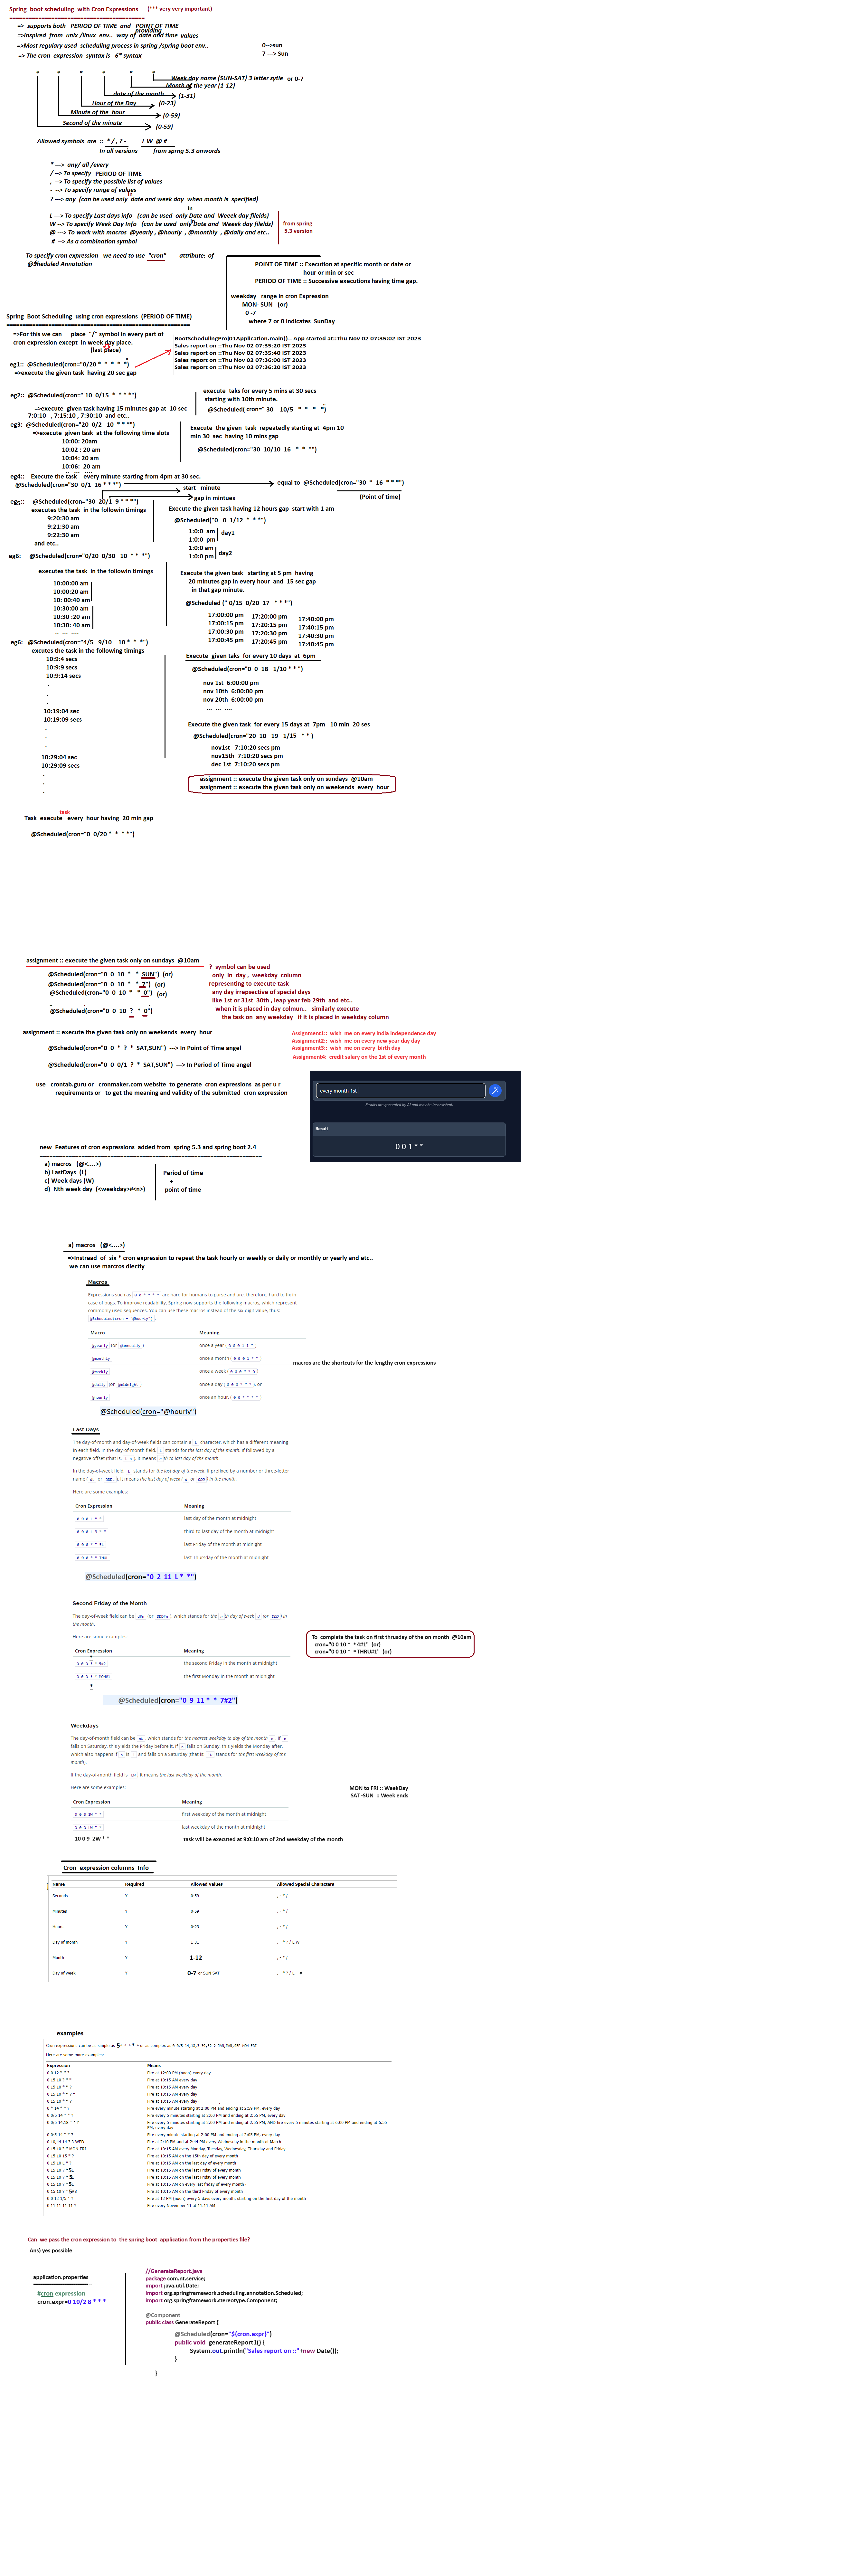 Spring boot scheduling with Cron Expressions (*** very very important)
=> supports both PERIOD OF TIME and POINT OF TIME
providing
=>Inspired from unix /linux env.. way of date and time values
=>Most regulary used scheduling process in spring /spring boot env..
0-->sun
7 ---> Sun
=> The cron expression syntax is 6* syntax
* * * * * *
Week day name (SUN-SAT) 3 letter sytle or 0-7
Month of the year (1-12)
date of the month (1-31)
Hour of the Day (0-23)
Minute of the hour (0-59)
Second of the minute (0-59)
Allowed symbols are :: * / , ? - L W @ #
In all versions from sprng 5.3 onwords
* ---> any/ all /every
/ --> To specify PERIOD OF TIME
, --> To specify the possible list of values
- --> To specify range of values
in
? ---> any (can be used only date and week day when month is specified)
in
L ---> To specify Last days info (can be used only Date and Weeek day filelds)
in
W --> To specify Week Day Info (can be used only Date and Weeek day filelds)
@ ---> To work with macros @yearly , @hourly , @monthly , @daily and etc..
# --> As a combination symbol
from spring
5.3 version
To specify cron expression we need to use "cron" attribute of
@Sheduled Annotation
POINT OF TIME :: Execution at specific month or date or
hour or min or sec
PERIOD OF TIME :: Successive executions having time gap.
weekday range in cron Expression
MON- SUN (or)
0 -7
where 7 or 0 indicates SunDay
Spring Boot Scheduling using cron expressions (PERIOD OF TIME)
=>For this we can place "/" symbol in every part of
cron expression except in week day place.
(last place)
eg1:: @Scheduled(cron="0/20 * * * * *)
"
=>execute the given task having 20 sec gap
BootSchedulingProj01Application.main()-- App started at::Thu Nov 02 07:35:02 IST 2023
Sales report on ::Thu Nov 02 07:35:20 IST 2023
Sales report on ::Thu Nov 02 07:35:40 IST 2023
Sales report on ::Thu Nov 02 07:36:00 IST 2023
Sales report on ::Thu Nov 02 07:36:20 IST 2023
eg2:: @Scheduled(cron=" 10 0/15 * * * *")
=>execute given task having 15 minutes gap at 10 sec
7:0:10 , 7:15:10 , 7:30:10 and etc..
execute taks for every 5 mins at 30 secs
starting with 10th minute.
@Scheduled( cron=" 30 10/5 * * * *)
"
eg3: @Scheduled(cron="20 0/2 10 * * *")
=>execute given task at the following time slots
10:00: 20am
10:02 : 20 am
10:04: 20 am
10:06: 20 am
.. ... ....
Execute the given task repeatedly starting at 4pm 10
min 30 sec having 10 mins gap
@Scheduled(cron="30 10/10 16 * * *")
eg4:: Execute the task every minute starting from 4pm at 30 sec.
@Scheduled(cron="30 0/1 16 * * *") equal to @Scheduled(cron="30 * 16 * * *")
(Point of time)
start minute
gap in mintues
eg5:: @Scheduled(cron="30 20/1 9 * * *")
executes the task in the followin timings
9:20:30 am
9:21:30 am
9:22:30 am
and etc..
Execute the given task having 12 hours gap start with 1 am
@Scheduled("0 0 1/12 * * *")
1:0:0 am
1:0:0 pm
day1
1:0:0 am
1:0:0 pm
day2
eg6: @Scheduled(cron="0/20 0/30 10 * * *)
executes the task in the followin timings
10:00:00 am
10:00:20 am
10: 00:40 am
10:30:00 am
10:30 :20 am
10:30: 40 am
... .... .....
Execute the given task starting at 5 pm having
20 minutes gap in every hour and 15 sec gap
in that gap minute.
@Scheduled (" 0/15 0/20 17 * * *")
17:00:00 pm 17:20:00 pm 17:40:00 pm
17:00:15 pm 17:20:15 pm 17:40:15 pm
17:00:30 pm 17:20:30 pm 17:40:30 pm
17:00:45 pm 17:20:45 pm 17:40:45 pm
eg6: @Scheduled(cron="4/5 9/10 10 * * *")
excutes the task in the following timings
10:9:4 secs
10:9:9 secs
10:9:14 secs
.
.
.
10:19:04 sec
10:19:09 secs
.
.
.
10:29:04 sec
10:29:09 secs
.
.
.
Execute given taks for every 10 days at 6pm
@Scheduled(cron="0 0 18 1/10 * * ")
nov 1st 6:00:00 pm
nov 10th 6:00:00 pm
nov 20th 6:00:00 pm
... ... ....
Execute the given task for every 15 days at 7pm 10 min 20 ses
@Scheduled(cron="20 10 19 1/15 * * )
nov1st 7:10:20 secs pm
nov15th 7:10:20 secs pm
dec 1st 7:10:20 secs pm
assignment :: execute the given task only on sundays @10am
assignment :: execute the given task only on weekends every hour
task
Task execute every hour having 20 min gap
@Scheduled(cron="0 0/20 * * * *")
assignment :: execute the given task only on sundays @10am
@Scheduled(cron="0 0 10 * * SUN") (or)
@Scheduled(cron="0 0 10 * * 7") (or)
@Scheduled(cron="0 0 10 * * 0") (or)
@Scheduled(cron="0 0 10 ? * 0")
? symbol can be used
only in day , weekday column
representing to execute task
any day irrepsective of special days
like 1st or 31st 30th , leap year feb 29th and etc..
when it is placed in day colmun.. similarly execute
the task on any weekday if it is placed in weekday column
assignment :: execute the given task only on weekends every hour
@Scheduled(cron="0 0 * ? * SAT,SUN") ---> In Point of Time angel
@Scheduled(cron="0 0 0/1 ? * SAT,SUN") ---> In Period of Time angel
Assignment1:: wish me on every india independence day
Assignment2:: wish me on every new year day day
Assignment3:: wish me on every birth day
Assignment4: credit salary on the 1st of every month
use crontab.guru or cronmaker.com website to generate cron expressions as per u r
requirements or to get the meaning and validity of the submitted cron expression
every month 1st
Results are generated by AI and may be inconsistent.
Result
0 0 1 * *
new Features of cron expressions added from spring 5.3 and spring boot 2.4
a) macros (@<....>)
b) LastDays (L)
c) Week days (W)
d) Nth week day (<weekday>#<n>)
Period of time
+
point of time
a) macros (@<....>)
=>Instread of six * cron expression to repeat the task hourly or weekly or daily or monthly or yearly and etc..
we can use marcros diectly
Macros
Expressions such as 0 0 * * * * are hard for humans to parse and are, therefore, hard to fix in
case of bugs. To improve readability, Spring now supports the following macros, which represent
commonly used sequences. You can use these macros instead of the six-digit value, thus:
@Scheduled(cron = "@hourly") .
Macro Meaning
@yearly (or @annually ) once a year ( 0 0 0 1 1 * )
@monthly once a month ( 0 0 0 1 * * )
@weekly once a week ( 0 0 0 * * 0 )
@daily (or @midnight ) once a day ( 0 0 0 * * * ), or
@hourly once an hour, ( 0 0 * * * * )
macros are the shortcuts for the lengthy cron expressions
@Scheduled(cron="@hourly")
Last Days
The day-of-month and day-of-week fields can contain a L character, which has a different meaning
in each field. In the day-of-month field, L stands for the last day of the month. If followed by a
negative offset (that is, L-n ), it means n th-to-last day of the month.
In the day-of-week field, L stands for the last day of the week. If prefixed by a number or three-letter
name ( dL or DDDL ), it means the last day of week ( d or DDD ) in the month.
Here are some examples:
Cron Expression Meaning
0 0 0 L * * last day of the month at midnight
0 0 0 L-3 * * third-to-last day of the month at midnight
0 0 0 * * 5L last Friday of the month at midnight
0 0 0 * * THUL last Thursday of the month at midnight
@Scheduled(cron="0 2 11 L * *")
Second Friday of the Month
The day-of-week field can be d#n (or DDD#n ), which stands for the n th day of week d (or DDD ) in
the month.
Here are some examples:
Cron Expression Meaning
*
0 0 0 ? * 5#2 the second Friday in the month at midnight
0 0 0 ? * MON#1 the first Monday in the month at midnight
*
To complete the task on first thrusday of the on month @10am
cron="0 0 10 * * 4#1" (or)
cron="0 0 10 * * THRU#1" (or)
@Scheduled(cron="0 9 11 * * 7#2")
Weekdays
The day-of-month field can be nW , which stands for the nearest weekday to day of the month n . If n
falls on Saturday, this yields the Friday before it. If n falls on Sunday, this yields the Monday after,
which also happens if n is 1 and falls on a Saturday (that is: 1W stands for the first weekday of the
month).
If the day-of-month field is LW , it means the last weekday of the month.
Here are some examples:
Cron Expression Meaning
0 0 0 1W * * first weekday of the month at midnight
0 0 0 LW * * last weekday of the month at midnight
10 0 9 2W * * task will be executed at 9:0:10 am of 2nd weekday of the month
MON to FRI :: WeekDay
SAT -SUN :: Week ends
Cron expression columns Info
Name Required Allowed Values Allowed Special Characters
Seconds Y 0-59 , - * /
Minutes Y 0-59 , - * /
Hours Y 0-23 , - * /
Day of month Y 1-31 , - * ? / L W
Month Y 1-12 , - * /
Day of week Y 0-7 or SUN-SAT , - * ? / L #
examples
Here are some more examples:
Expression Means
0 0 12 * * ? Fire at 12:00 PM (noon) every day
0 15 10 ? * * Fire at 10:15 AM every day
0 15 10 * * ? Fire at 10:15 AM every day
0 15 10 * * ? * Fire at 10:15 AM every day
0 15 10 * * ? Fire at 10:15 AM every day
0 * 14 * * ? Fire every minute starting at 2:00 PM and ending at 2:59 PM, every day
0 0/5 14 * * ? Fire every 5 minutes starting at 2:00 PM and ending at 2:55 PM, every day
0 0/5 14,18 * * ? Fire every 5 minutes starting at 2:00 PM and ending at 2:55 PM, AND fire every 5 minutes starting at 6:00 PM and ending at 6:55
PM, every day
0 0-5 14 * * ? Fire every minute starting at 2:00 PM and ending at 2:05 PM, every day
0 10,44 14 ? 3 WED Fire at 2:10 PM and at 2:44 PM every Wednesday in the month of March
0 15 10 ? * MON-FRI Fire at 10:15 AM every Monday, Tuesday, Wednesday, Thursday and Friday
0 15 10 15 * ? Fire at 10:15 AM on the 15th day of every month
0 15 10 L * ? Fire at 10:15 AM on the last day of every month
0 15 10 ? * 5L Fire at 10:15 AM on the last Friday of every month
0 15 10 ? * 5L Fire at 10:15 AM on the last Friday of every month
0 15 10 ? * 5L Fire at 10:15 AM on every last friday of every month
0 15 10 ? * 5#3 Fire at 10:15 AM on the third Friday of every month
0 0 12 1/5 * ? Fire at 12 PM (noon) every 5 days every month, starting on the first day of the month
0 11 11 11 11 ? Fire every November 11 at 11:11 AM
Can we pass the cron expression to the spring boot application from the properties file?
Ans) yes possible
application.properties
#cron expression
cron.expr=0 10/2 8 * * *
//GenerateReport.java
package com.nt.service;
import java.util.Date;
import org.springframework.scheduling.annotation.Scheduled;
import org.springframework.stereotype.Component;
@Component
public class GenerateReport {
@Scheduled(cron="${cron.expr}")
public void generateReport1() {
System.out.println("Sales report on ::"+new Date());
}
}